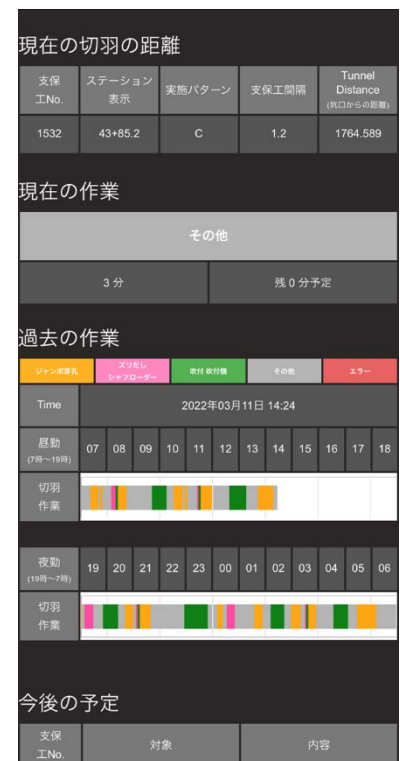 現在の切羽の距離
支保 ステーション 実施パターン 支保工間隔 Tunnel
工No. 表示 Distance
(坑口からの距離)
1532 43+85.2 C 1.2 1764.589
現在の作業
その他
3 分 残 0 分予定
過去の作業
ジャンボ穿孔 ズリだし 吹付 吹付機 その他 エラー
シャフローダー
Time 2022年03月11日 14:24
昼勤 07 08 09 10 11 12 13 14 15 16 17 18
(7時〜19時)
切羽
作業
夜勤 19 20 21 22 23 00 01 02 03 04 05 06
(19時〜7時)
切羽
作業
今後の予定
支保 対象 内容
工No.